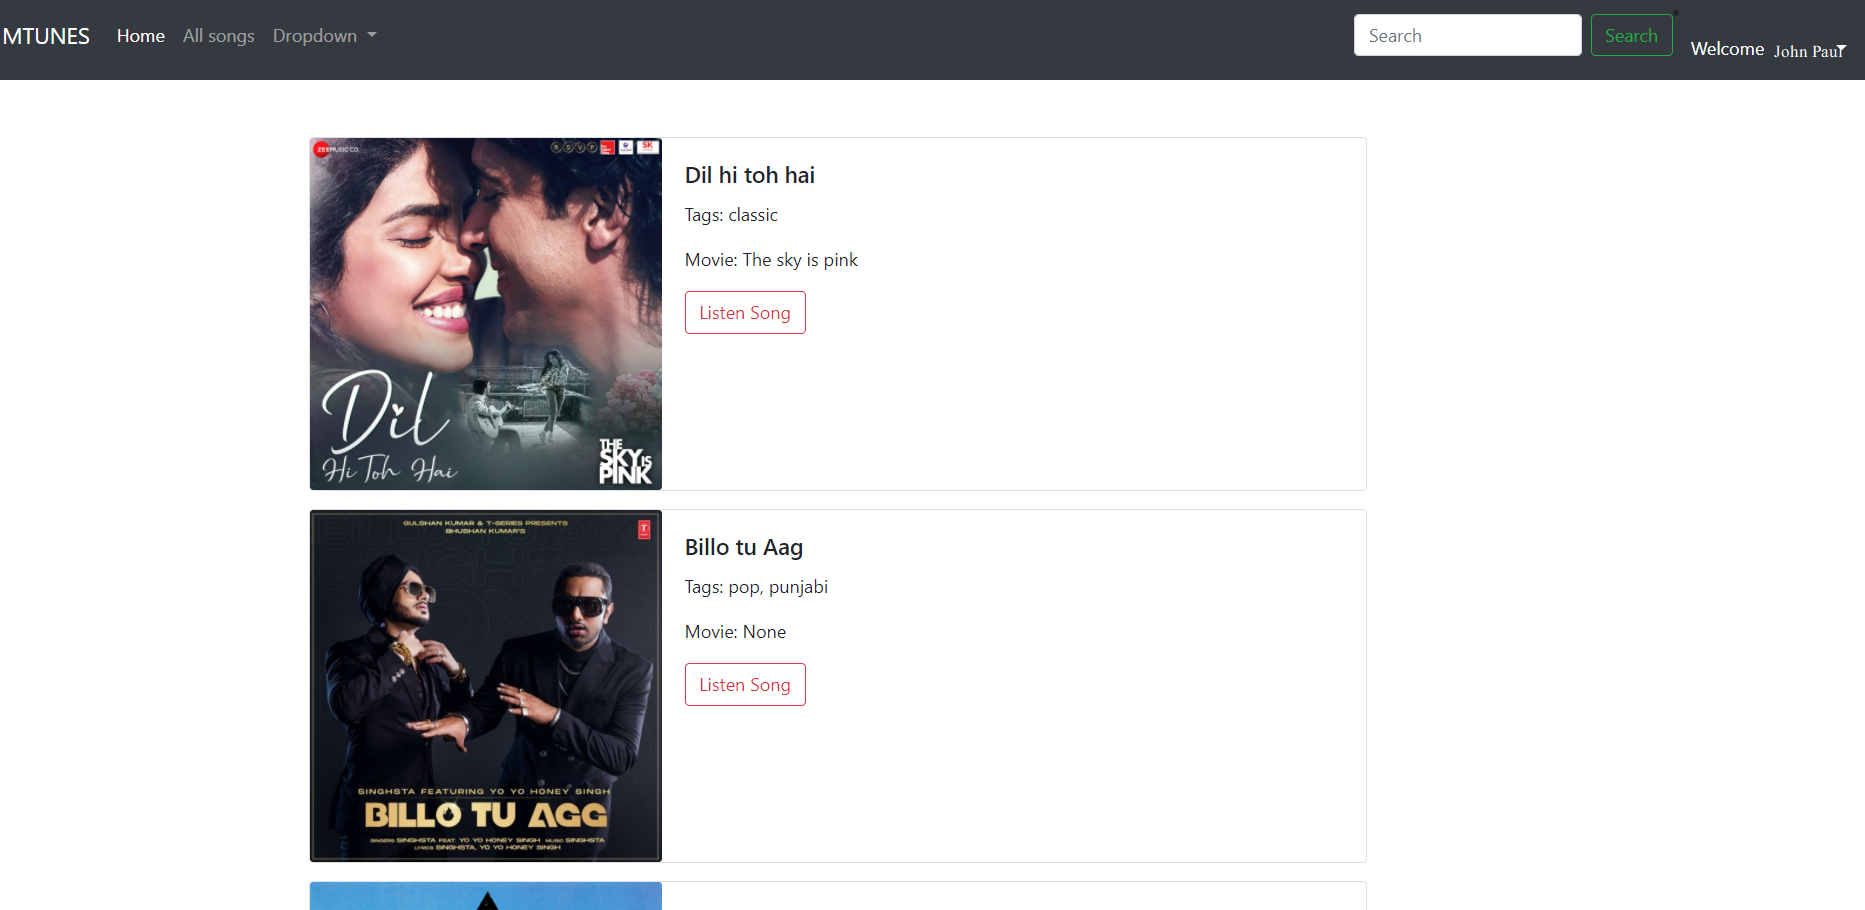 MTUNES Home All songs Dropdown Search Search Welcome John Paul
ZEE MUSIC CO.
R S V P SK
Dil
Hi Toh Hai
THE
SKY IS
PINK
Dil hi toh hai
Tags: classic
Movie: The sky is pink
Listen Song
GULSHAN KUMAR & T-SERIES PRESENTS
BHUSHAN KUMAR'S
T
SINGHSTA FEATURING YO YO HONEY SINGH
BILLO TU AGG
SINGERS SINGHSTA FEAT. YO YO HONEY SINGH MUSIC SINGHSTA
LYRICS SINGHSTA, YO YO HONEY SINGH
Billo tu Aag
Tags: pop, punjabi
Movie: None
Listen Song